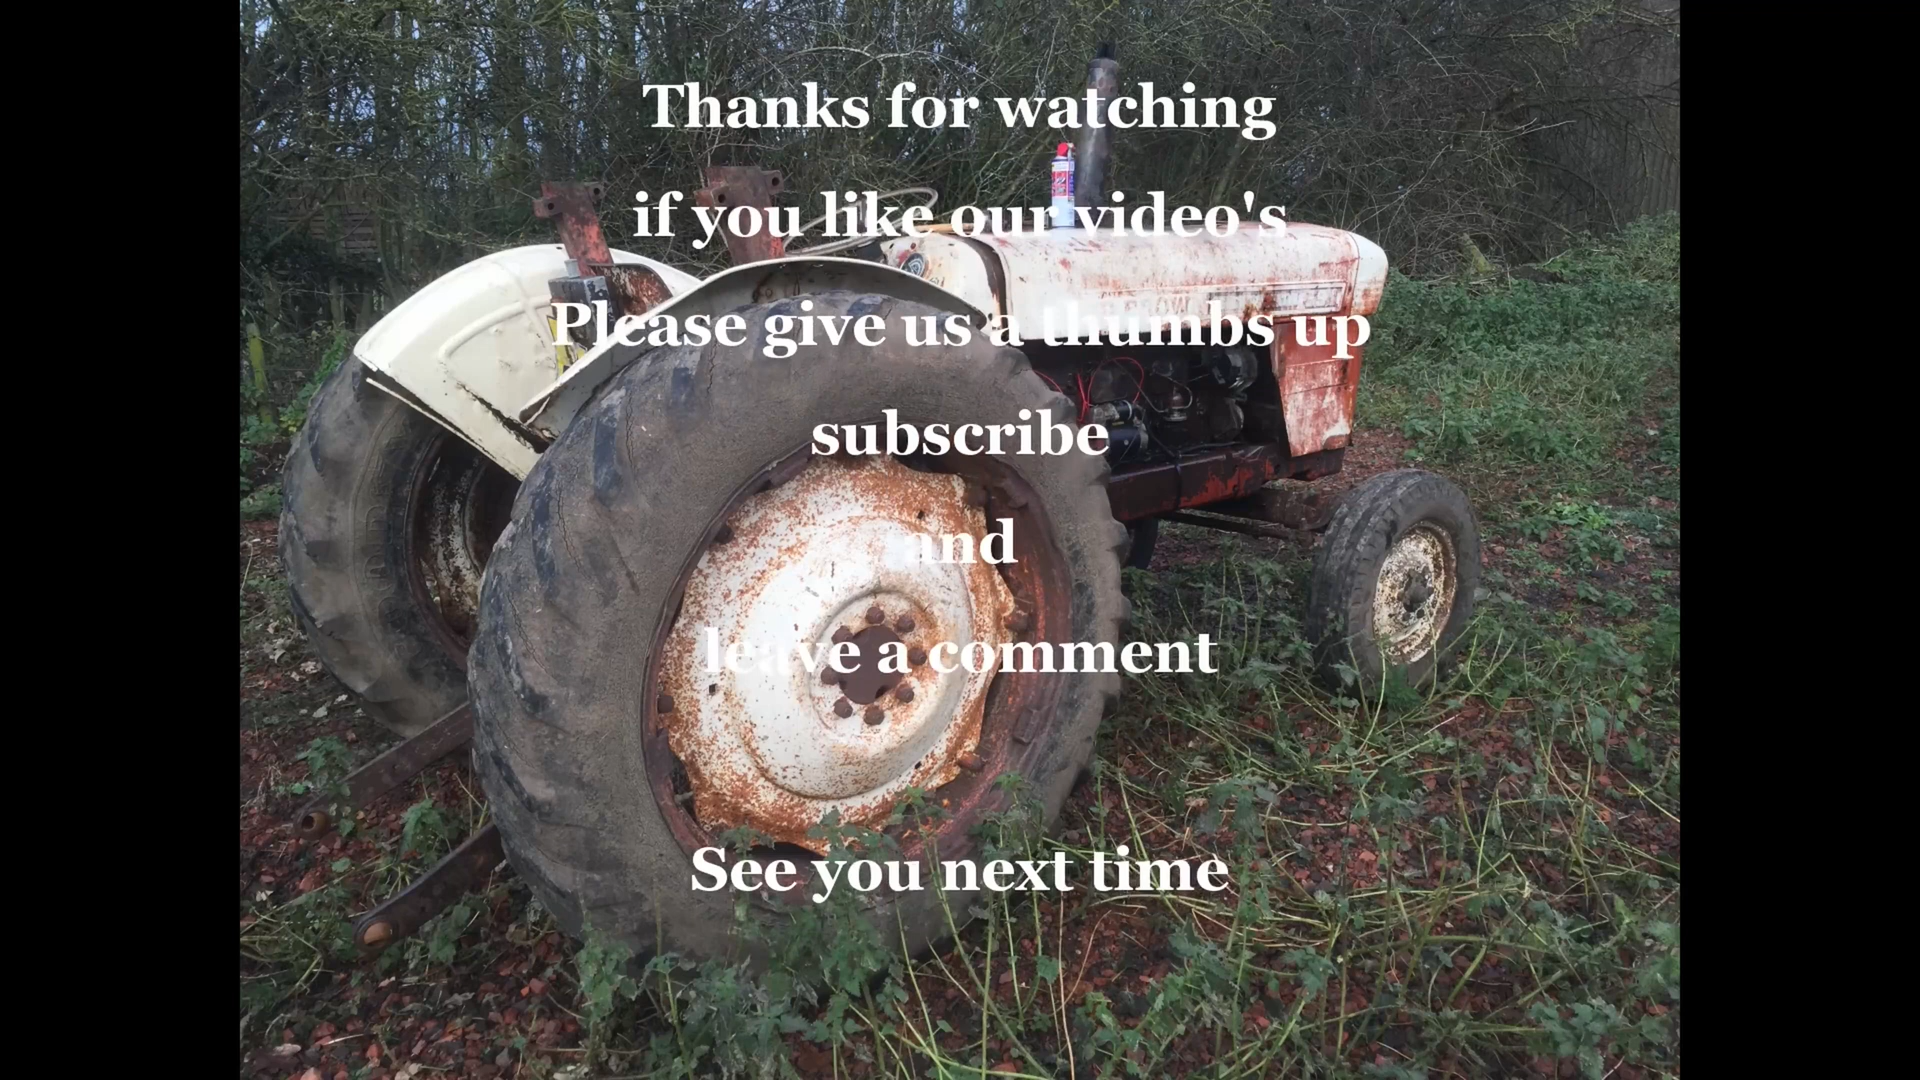 Thanks for watching
if you like our video's
Please give us a thumbs up
subscribe
and
leave a comment
See you next time